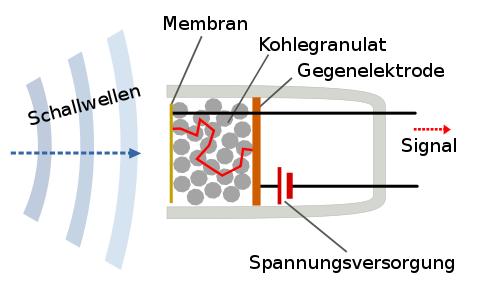 Membran
Kohlegranulat
Gegenelektrode
Schallwellen
Signal
Spannungsversorgung